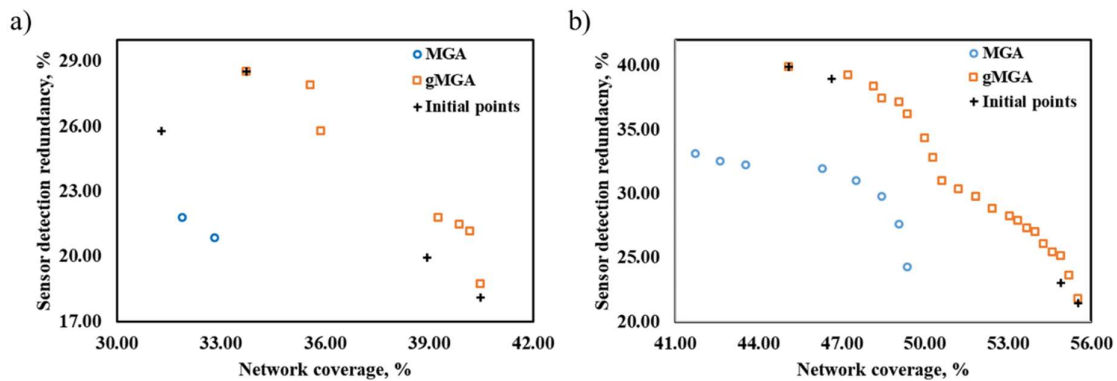 a)
Sensor detection redundancy, %
29.00
26.00
23.00
20.00
17.00
30.00 33.00 36.00 39.00 42.00
Network coverage, %
MGA
gMGA
Initial points
b)
Sensor detection redundacny, %
40.00
35.00
30.00
25.00
20.00
41.00 44.00 47.00 50.00 53.00 56.00
Network coverage, %
MGA
gMGA
Initial points